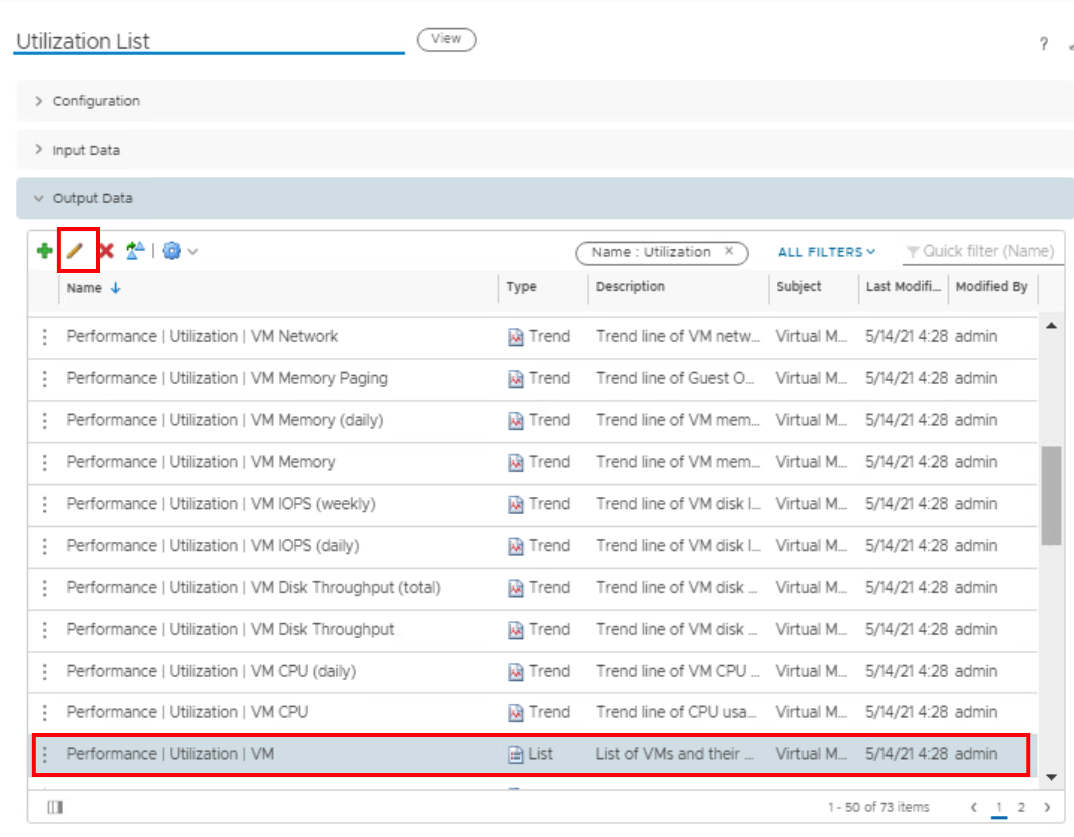 Utilization List View ?
Configuration
Input Data
Output Data
Name : Utilization × ALL FILTERS Quick filter (Name)
Name Type Description Subject Last Modifi... Modified By
Performance | Utilization | VM Network Trend Trend line of VM netw... Virtual M... 5/14/21 4:28 admin
Performance | Utilization | VM Memory Paging Trend Trend line of Guest O... Virtual M... 5/14/21 4:28 admin
Performance | Utilization | VM Memory (daily) Trend Trend line of VM mem... Virtual M... 5/14/21 4:28 admin
Performance | Utilization | VM Memory Trend Trend line of VM mem... Virtual M... 5/14/21 4:28 admin
Performance | Utilization | VM IOPS (weekly) Trend Trend line of VM disk I... Virtual M... 5/14/21 4:28 admin
Performance | Utilization | VM IOPS (daily) Trend Trend line of VM disk I... Virtual M... 5/14/21 4:28 admin
Performance | Utilization | VM Disk Throughput (total) Trend Trend line of VM disk ... Virtual M... 5/14/21 4:28 admin
Performance | Utilization | VM Disk Throughput Trend Trend line of VM disk ... Virtual M... 5/14/21 4:28 admin
Performance | Utilization | VM CPU (daily) Trend Trend line of VM CPU ... Virtual M... 5/14/21 4:28 admin
Performance | Utilization | VM CPU Trend Trend line of CPU usa... Virtual M... 5/14/21 4:28 admin
Performance | Utilization | VM List List of VMs and their ... Virtual M... 5/14/21 4:28 admin
1 - 50 of 73 items 1 2